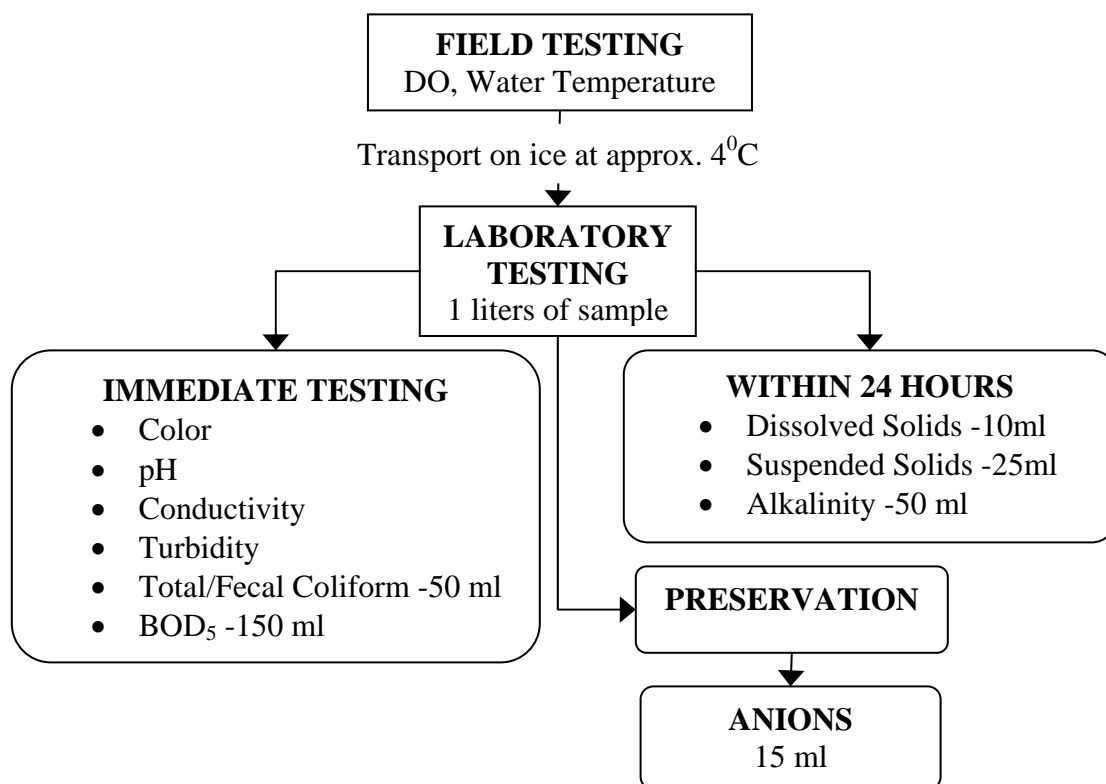 FIELD TESTING
DO, Water Temperature
Transport on ice at approx. 4⁰C
LABORATORY
TESTING
1 liters of sample
IMMEDIATE TESTING
• Color
• pH
• Conductivity
• Turbidity
• Total/Fecal Coliform -50 ml
• BOD₅ -150 ml
WITHIN 24 HOURS
• Dissolved Solids -10ml
• Suspended Solids -25ml
• Alkalinity -50 ml
PRESERVATION
ANIONS
15 ml